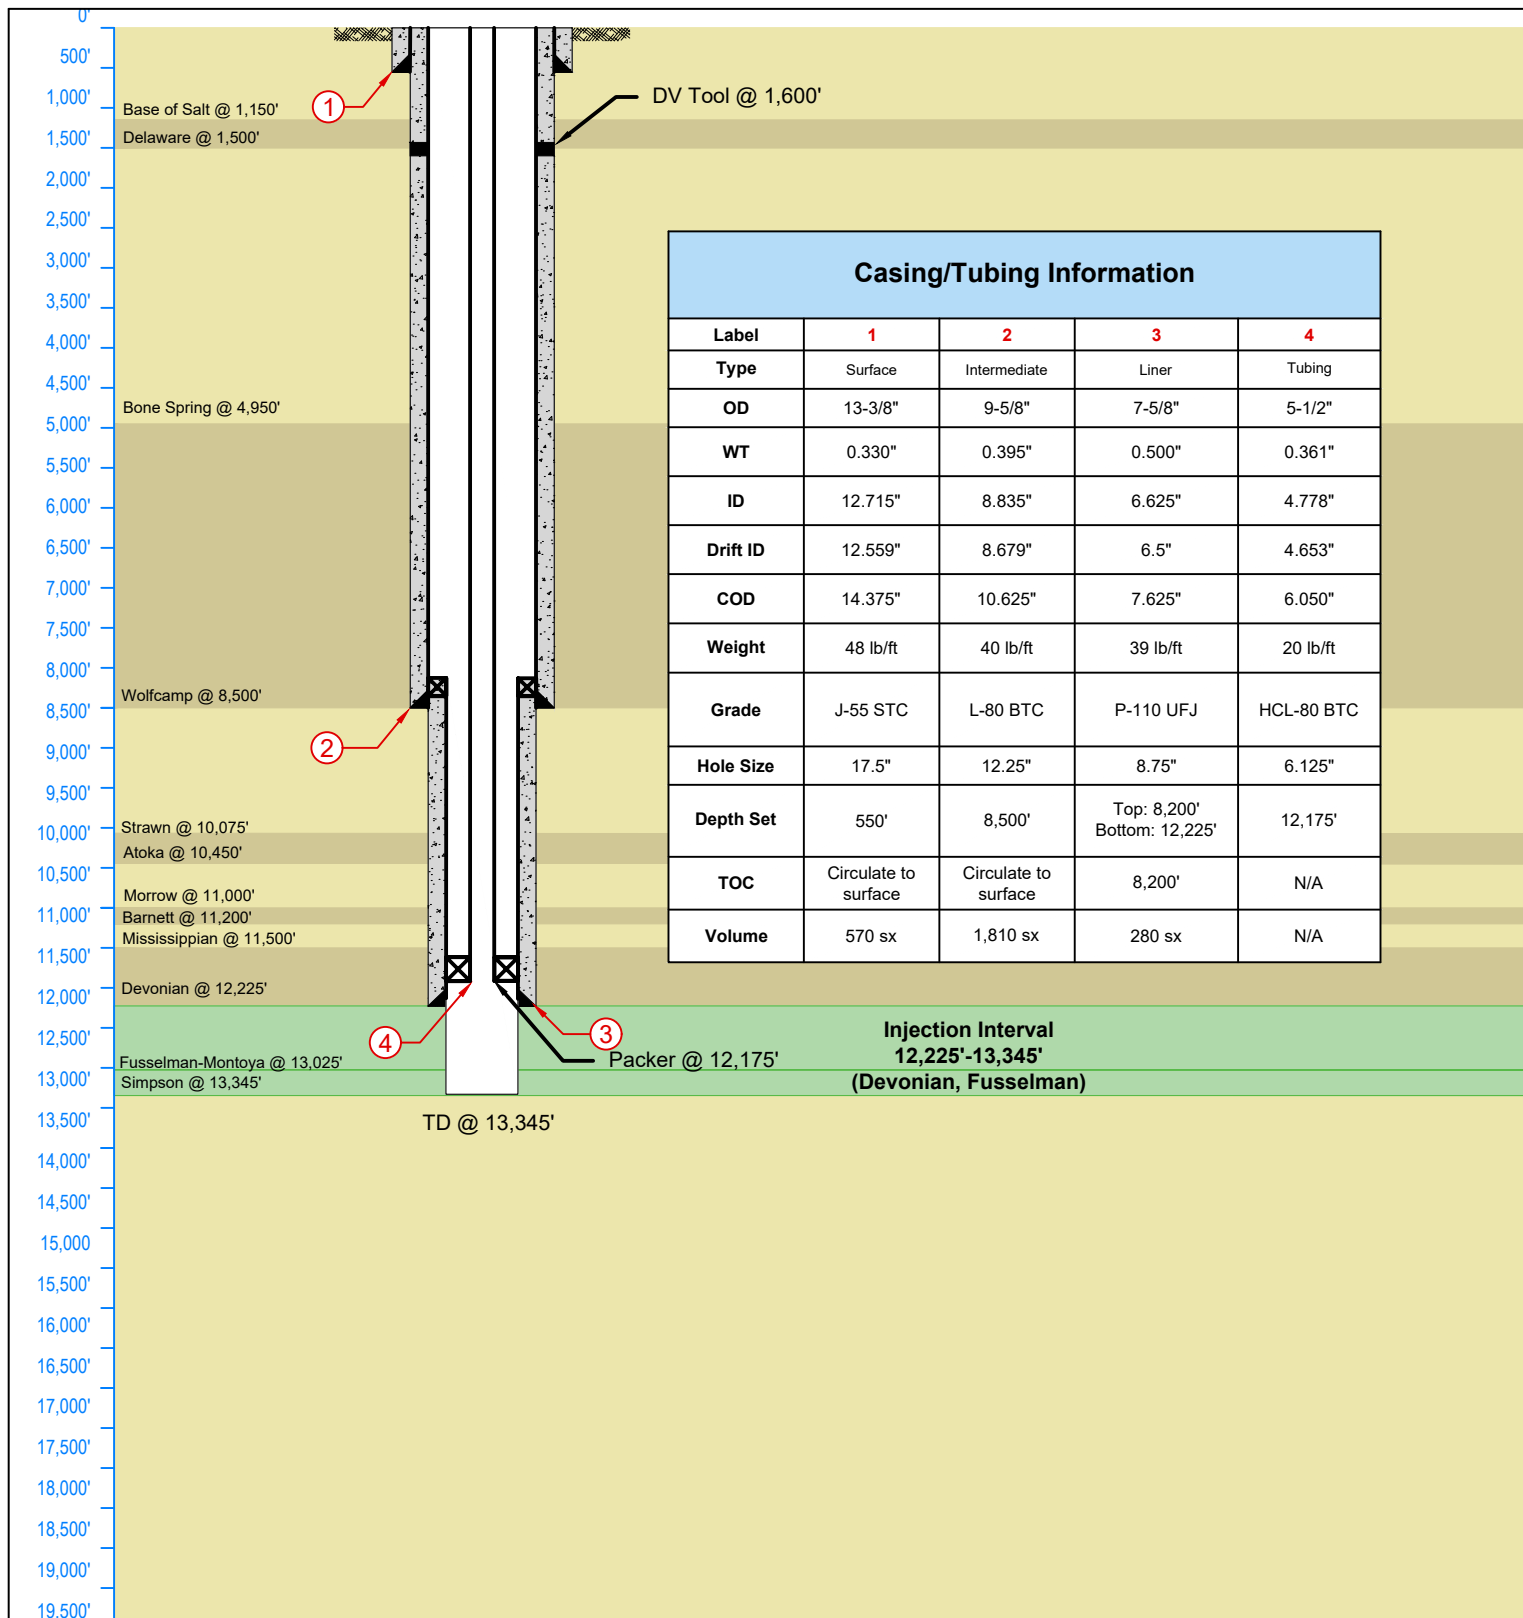 0'
500'
1,000'
1,500'
2,000'
2,500'
3,000'
3,500'
4,000'
4,500'
5,000'
5,500'
6,000'
6,500'
7,000'
7,500'
8,000'
8,500'
9,000'
9,500'
10,000'
10,500'
11,000'
11,500'
12,000'
12,500'
13,000'
13,500'
14,000'
14,500'
15,000
15,500'
16,000'
16,500'
17,000'
17,500'
18,000'
18,500'
19,000'
19,500'
Base of Salt @ 1,150'
Delaware @ 1,500'
Bone Spring @ 4,950'
Wolfcamp @ 8,500'
Strawn @ 10,075'
Atoka @ 10,450'
Morrow @ 11,000'
Barnett @ 11,200'
Mississippian @ 11,500'
Devonian @ 12,225'
Fusselman-Montoya @ 13,025'
Simpson @ 13,345'
1
DV Tool @ 1,600'
2
4
3
Packer @ 12,175'
TD @ 13,345'
Injection Interval
12,225'-13,345'
(Devonian, Fusselman)
Casing/Tubing Information
Label 1 2 3 4
Type Surface Intermediate Liner Tubing
OD 13-3/8" 9-5/8" 7-5/8" 5-1/2"
WT 0.330" 0.395" 0.500" 0.361"
ID 12.715" 8.835" 6.625" 4.778"
Drift ID 12.559" 8.679" 6.5" 4.653"
COD 14.375" 10.625" 7.625" 6.050"
Weight 48 lb/ft 40 lb/ft 39 lb/ft 20 lb/ft
Grade J-55 STC L-80 BTC P-110 UFJ HCL-80 BTC
Hole Size 17.5" 12.25" 8.75" 6.125"
Depth Set 550' 8,500' Top: 8,200' Bottom: 12,225' 12,175'
TOC Circulate to surface Circulate to surface 8,200' N/A
Volume 570 sx 1,810 sx 280 sx N/A